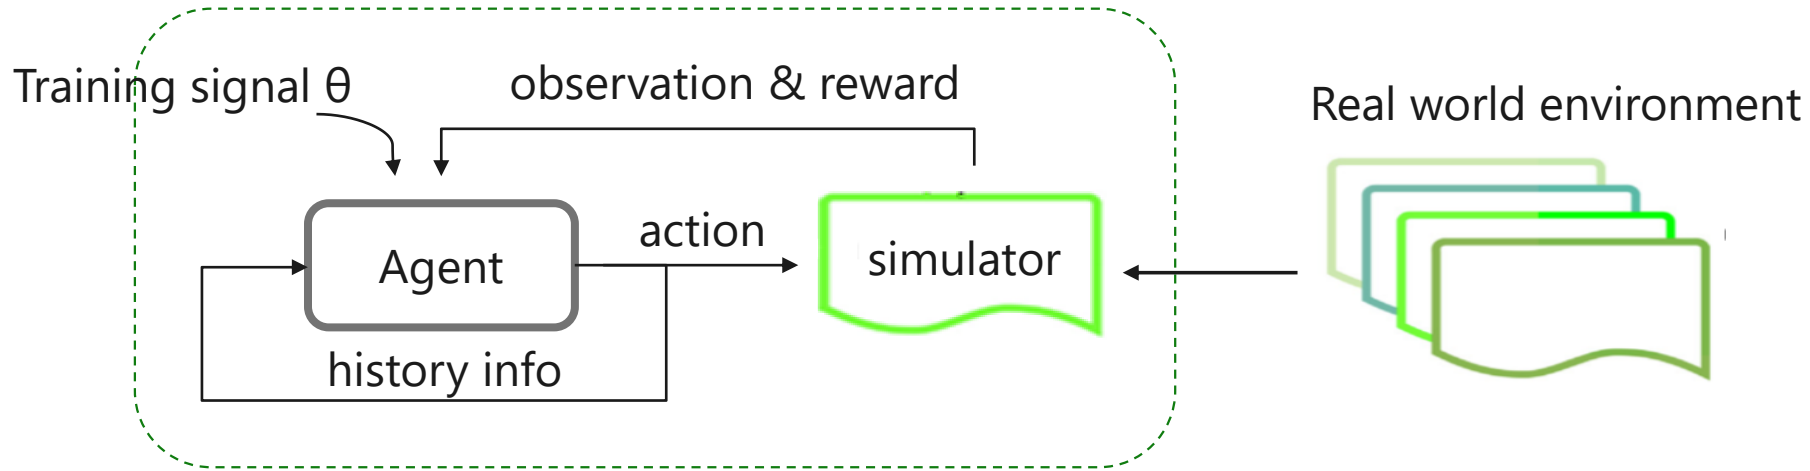 Training signal θ
observation & reward
Real world environment
action
Agent
simulator
history info